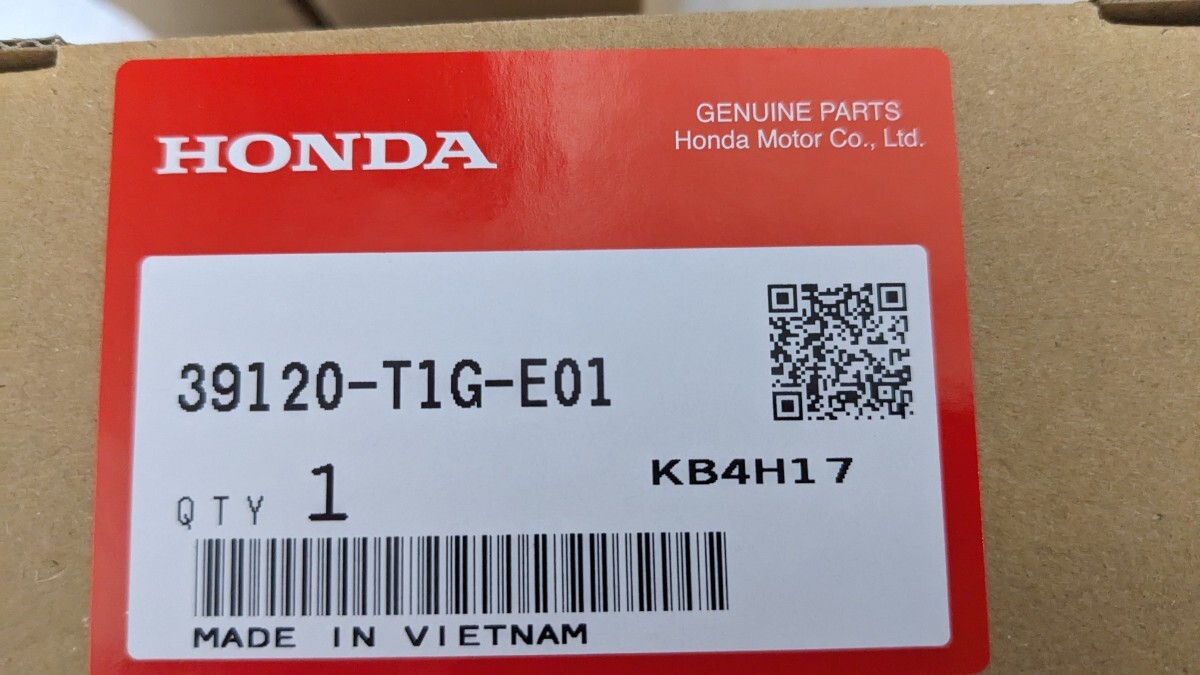 HONDA
GENUINE PARTS
Honda Motor Co., Ltd.
39120-T1G-E01
KB4H17
QTY 1
MADE IN VIETNAM